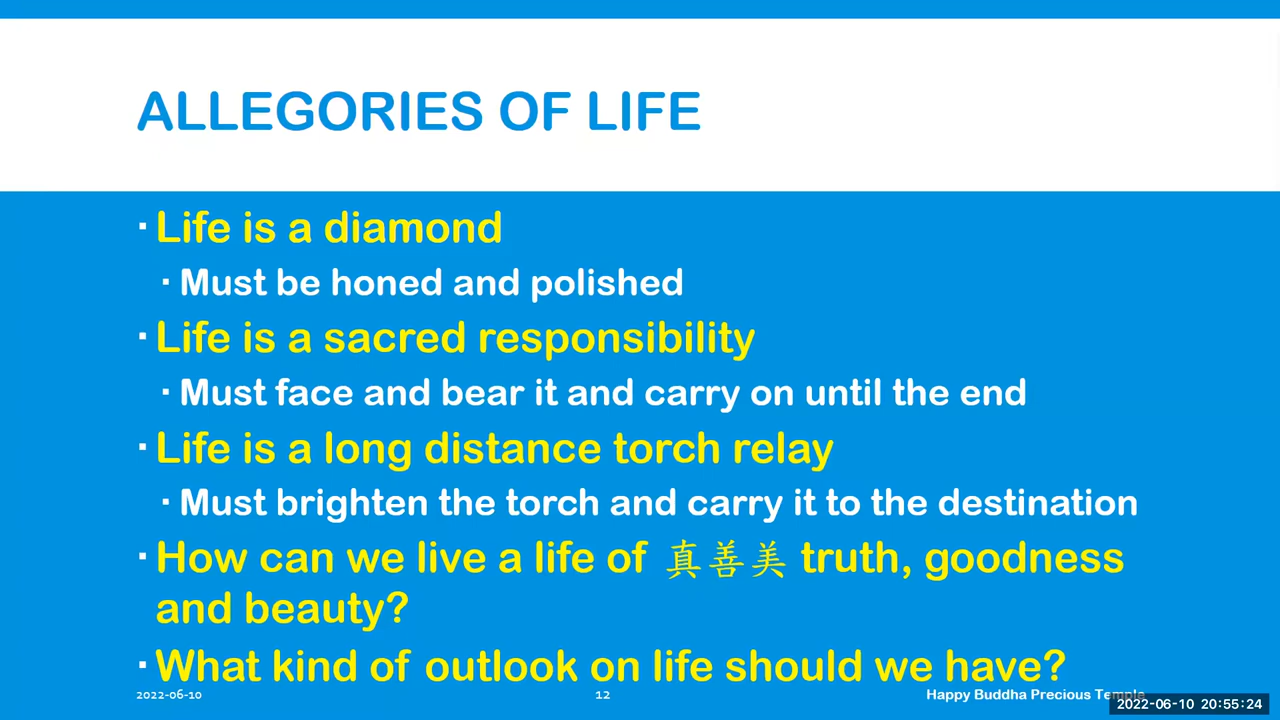 ALLEGORIES OF LIFE
· Life is a diamond
· Must be honed and polished
· Life is a sacred responsibility
· Must face and bear it and carry on until the end
· Life is a long distance torch relay
· Must brighten the torch and carry it to the destination
· How can we live a life of 真善美 truth, goodness
and beauty?
· What kind of outlook on life should we have?
2022-06-10
12
Happy Buddha Precious Temple
2022-06-10 20:55:24